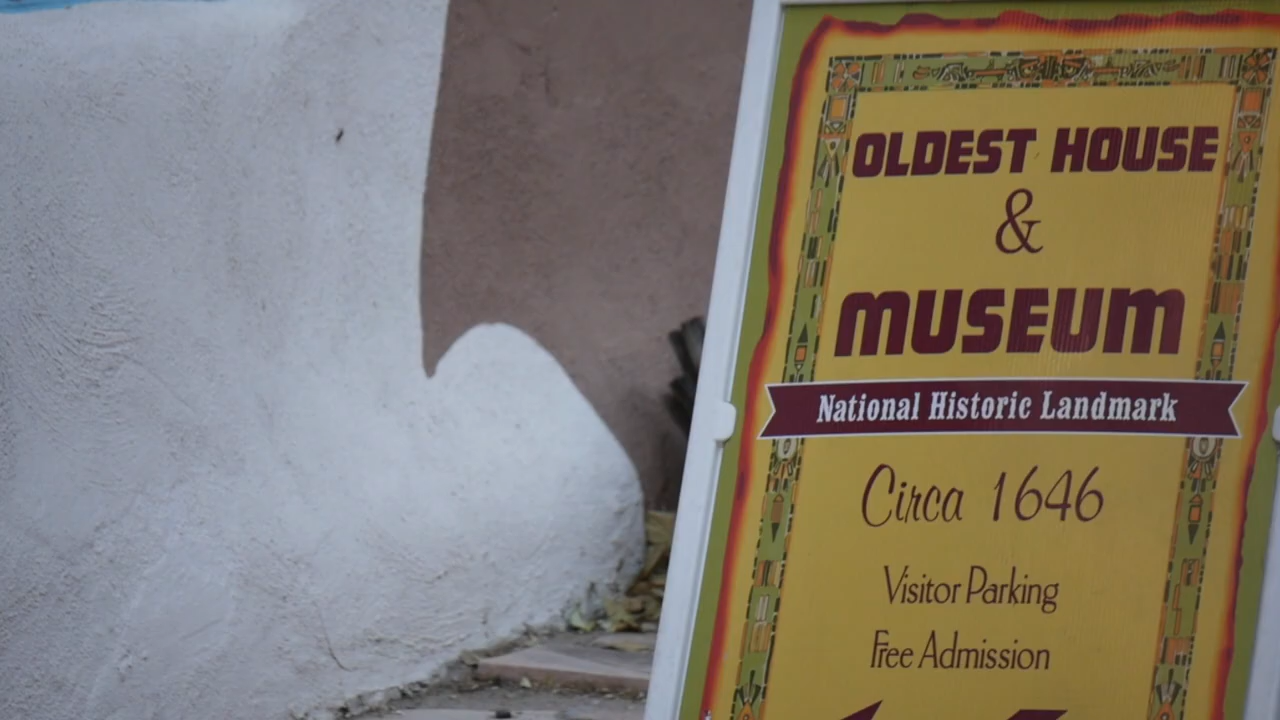 OLDEST HOUSE
&
MUSEUM
National Historic Landmark
Circa 1646
Visitor Parking
Free Admission